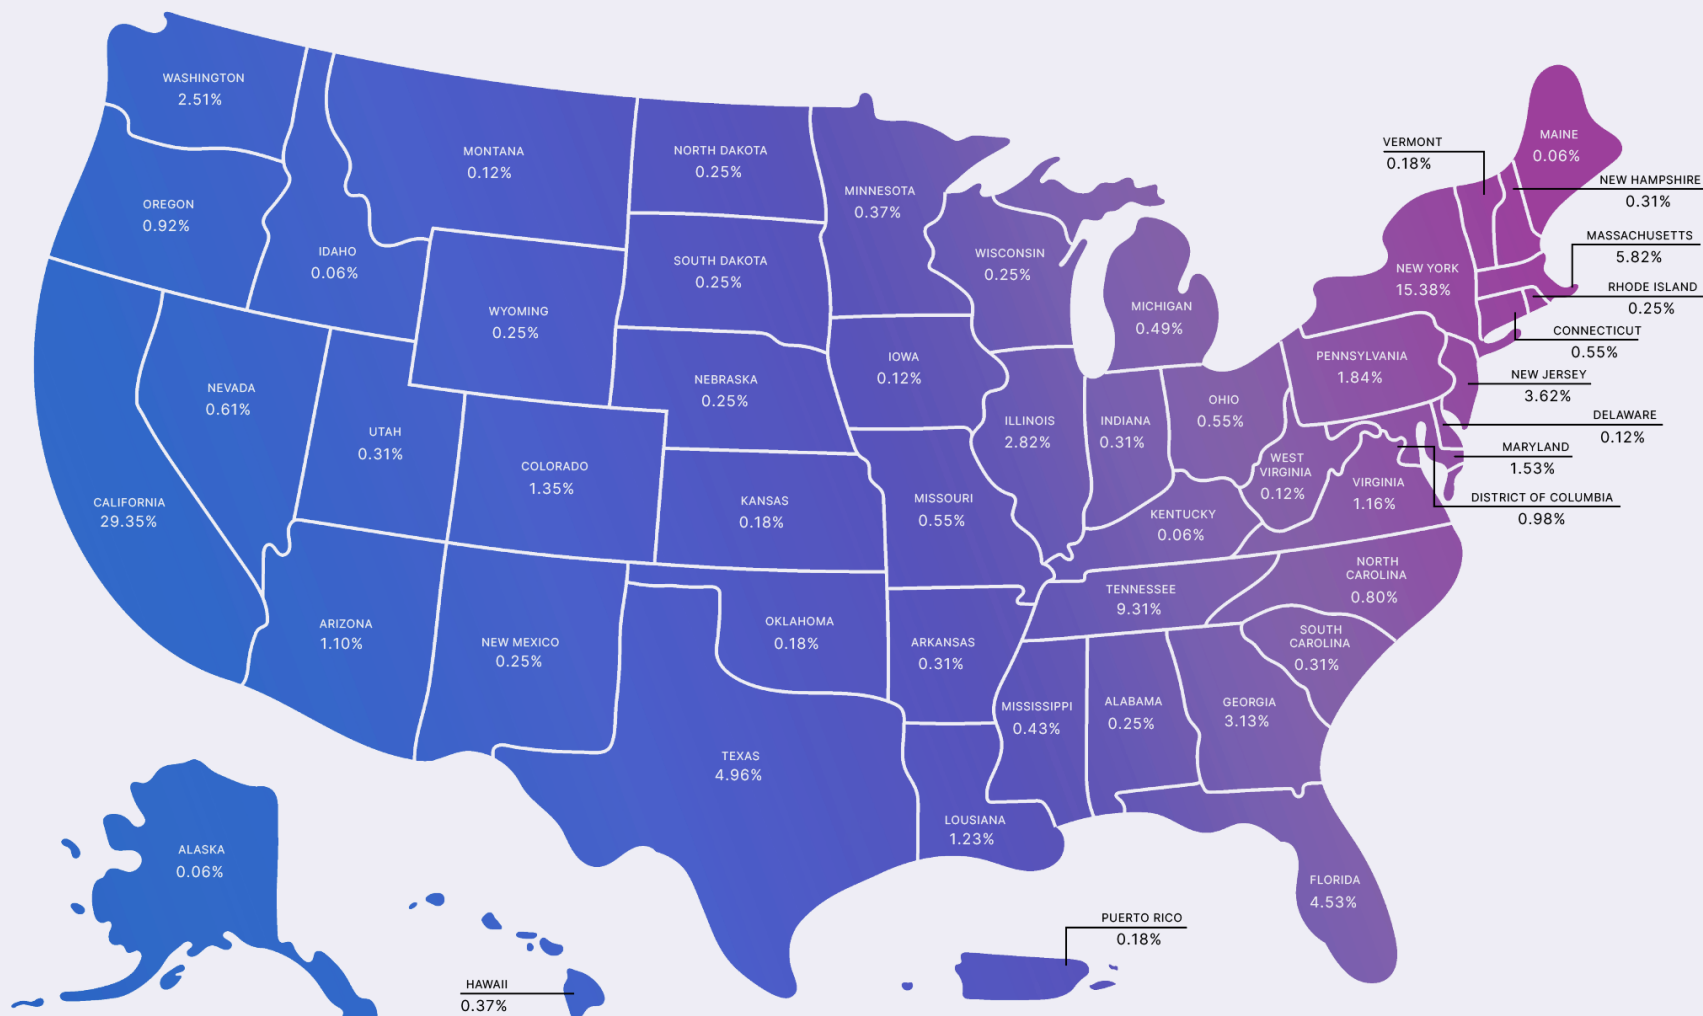 WASHINGTON
2.51%
OREGON
0.92%
CALIFORNIA
29.35%
NEVADA
0.61%
IDAHO
0.06%
MONTANA
0.12%
WYOMING
0.25%
UTAH
0.31%
COLORADO
1.35%
ARIZONA
1.10%
NEW MEXICO
0.25%
NORTH DAKOTA
0.25%
SOUTH DAKOTA
0.25%
NEBRASKA
0.25%
KANSAS
0.18%
OKLAHOMA
0.18%
TEXAS
4.96%
MINNESOTA
0.37%
IOWA
0.12%
MISSOURI
0.55%
ARKANSAS
0.31%
LOUSIANA
1.23%
WISCONSIN
0.25%
ILLINOIS
2.82%
MICHIGAN
0.49%
INDIANA
0.31%
OHIO
0.55%
KENTUCKY
0.06%
TENNESSEE
9.31%
MISSISSIPPI
0.43%
ALABAMA
0.25%
GEORGIA
3.13%
FLORIDA
4.53%
SOUTH
CAROLINA
0.31%
NORTH
CAROLINA
0.80%
WEST
VIRGINIA
0.12%
VIRGINIA
1.16%
PENNSYLVANIA
1.84%
NEW YORK
15.38%
VERMONT
0.18%
MAINE
0.06%
NEW HAMPSHIRE
0.31%
MASSACHUSETTS
5.82%
RHODE ISLAND
0.25%
CONNECTICUT
0.55%
NEW JERSEY
3.62%
DELAWARE
0.12%
MARYLAND
1.53%
DISTRICT OF COLUMBIA
0.98%
ALASKA
0.06%
HAWAII
0.37%
PUERTO RICO
0.18%